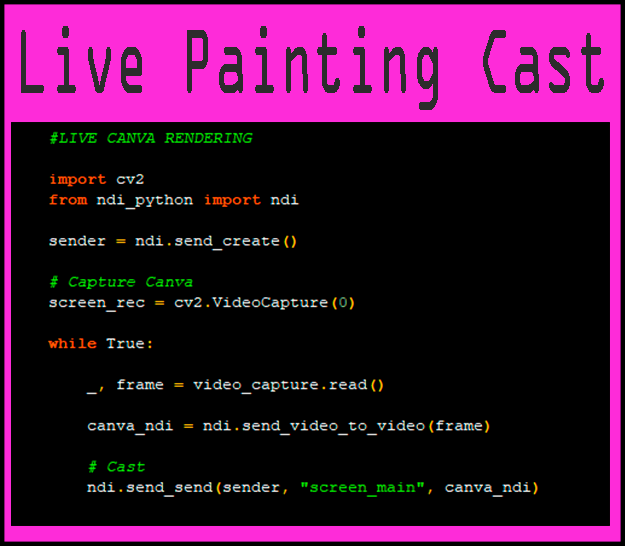 Live Painting Cast
#LIVE CANVA RENDERING
import cv2
from ndi_python import ndi
sender = ndi.send_create()
# Capture Canva
screen_rec = cv2.VideoCapture(0)
while True:
_, frame = video_capture.read()
canva_ndi = ndi.send_video_to_video(frame)
# Cast
ndi.send_send(sender, "screen_main", canva_ndi)